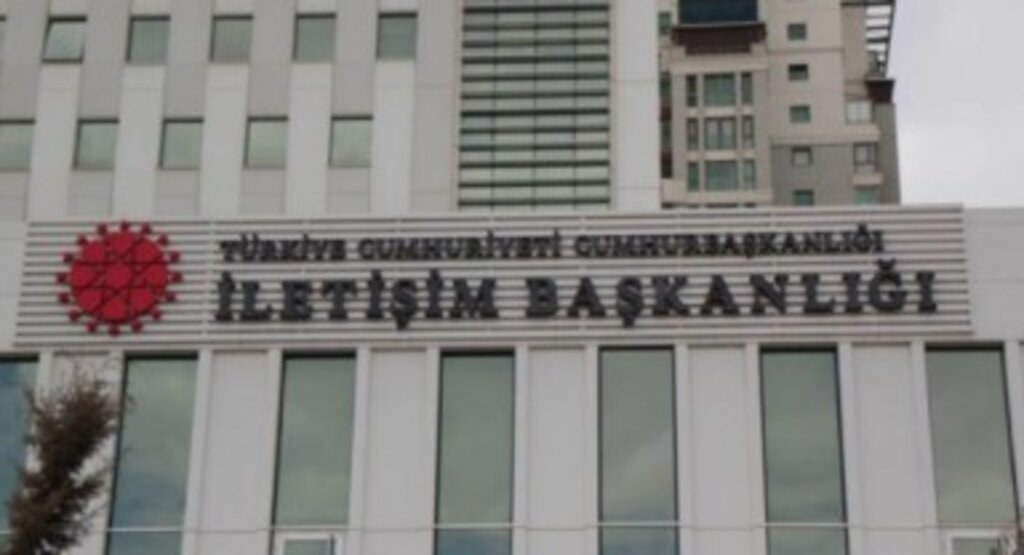 TÜRKİYE CUMHURİYETİ CUMHURBAŞKANLIĞI
İLETİŞİM BAŞKANLIĞI